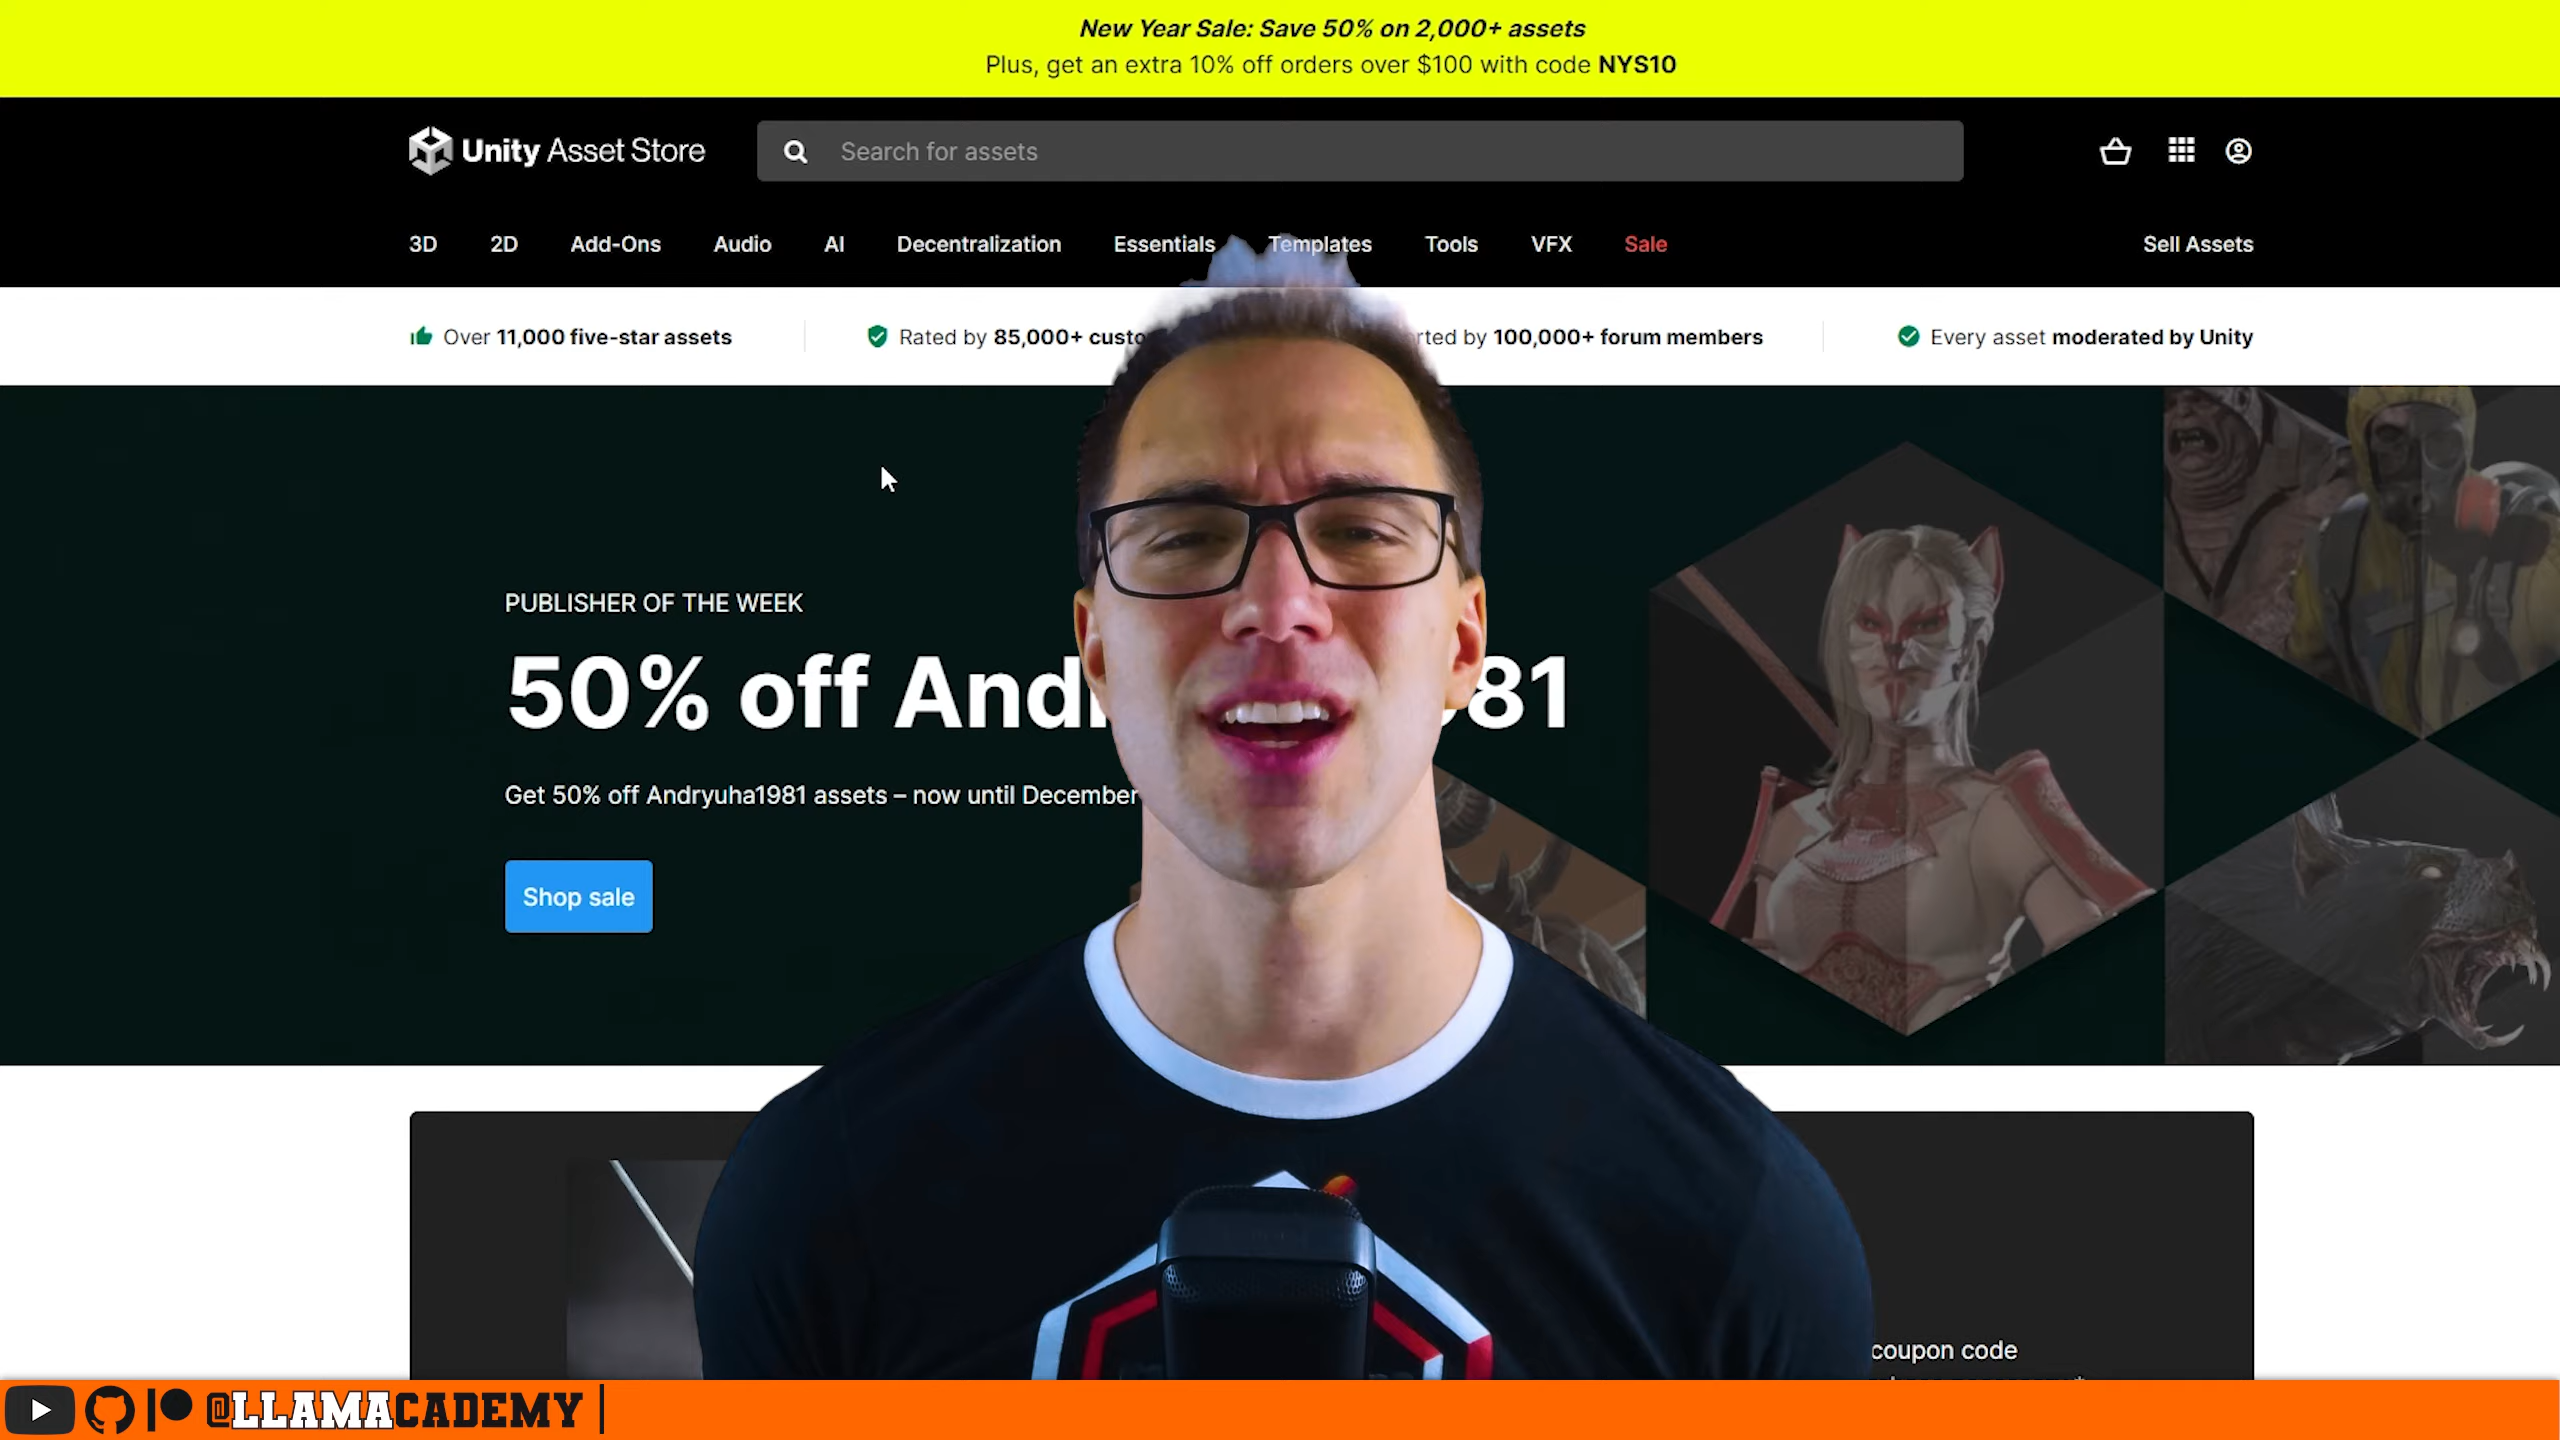 New Year Sale: Save 50% on 2,000+ assets
Plus, get an extra 10% off orders over $100 with code NYS10
Unity Asset Store
Search for assets
3D 2D Add-Ons Audio AI Decentralization Essentials Templates Tools VFX Sale Sell Assets
Over 11,000 five-star assets
Rated by 85,000+
by 100,000+ forum members
Every asset moderated by Unity
PUBLISHER OF THE WEEK
50% off
Get 50% off Andryuha1981 assets – now until December
Shop sale
coupon code
@LLAMACADEMY